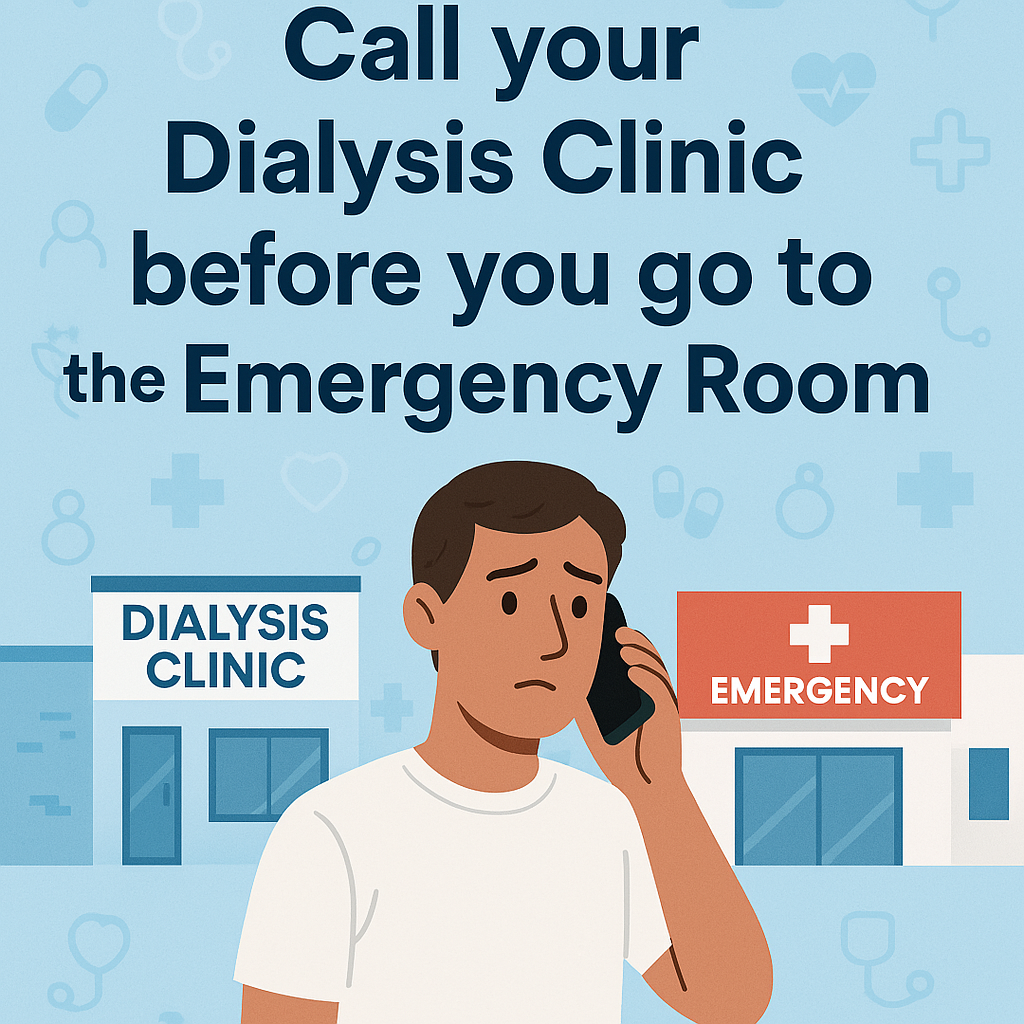 Call your
Dialysis Clinic
before you go to
the Emergency Room
DIALYSIS
CLINIC
EMERGENCY